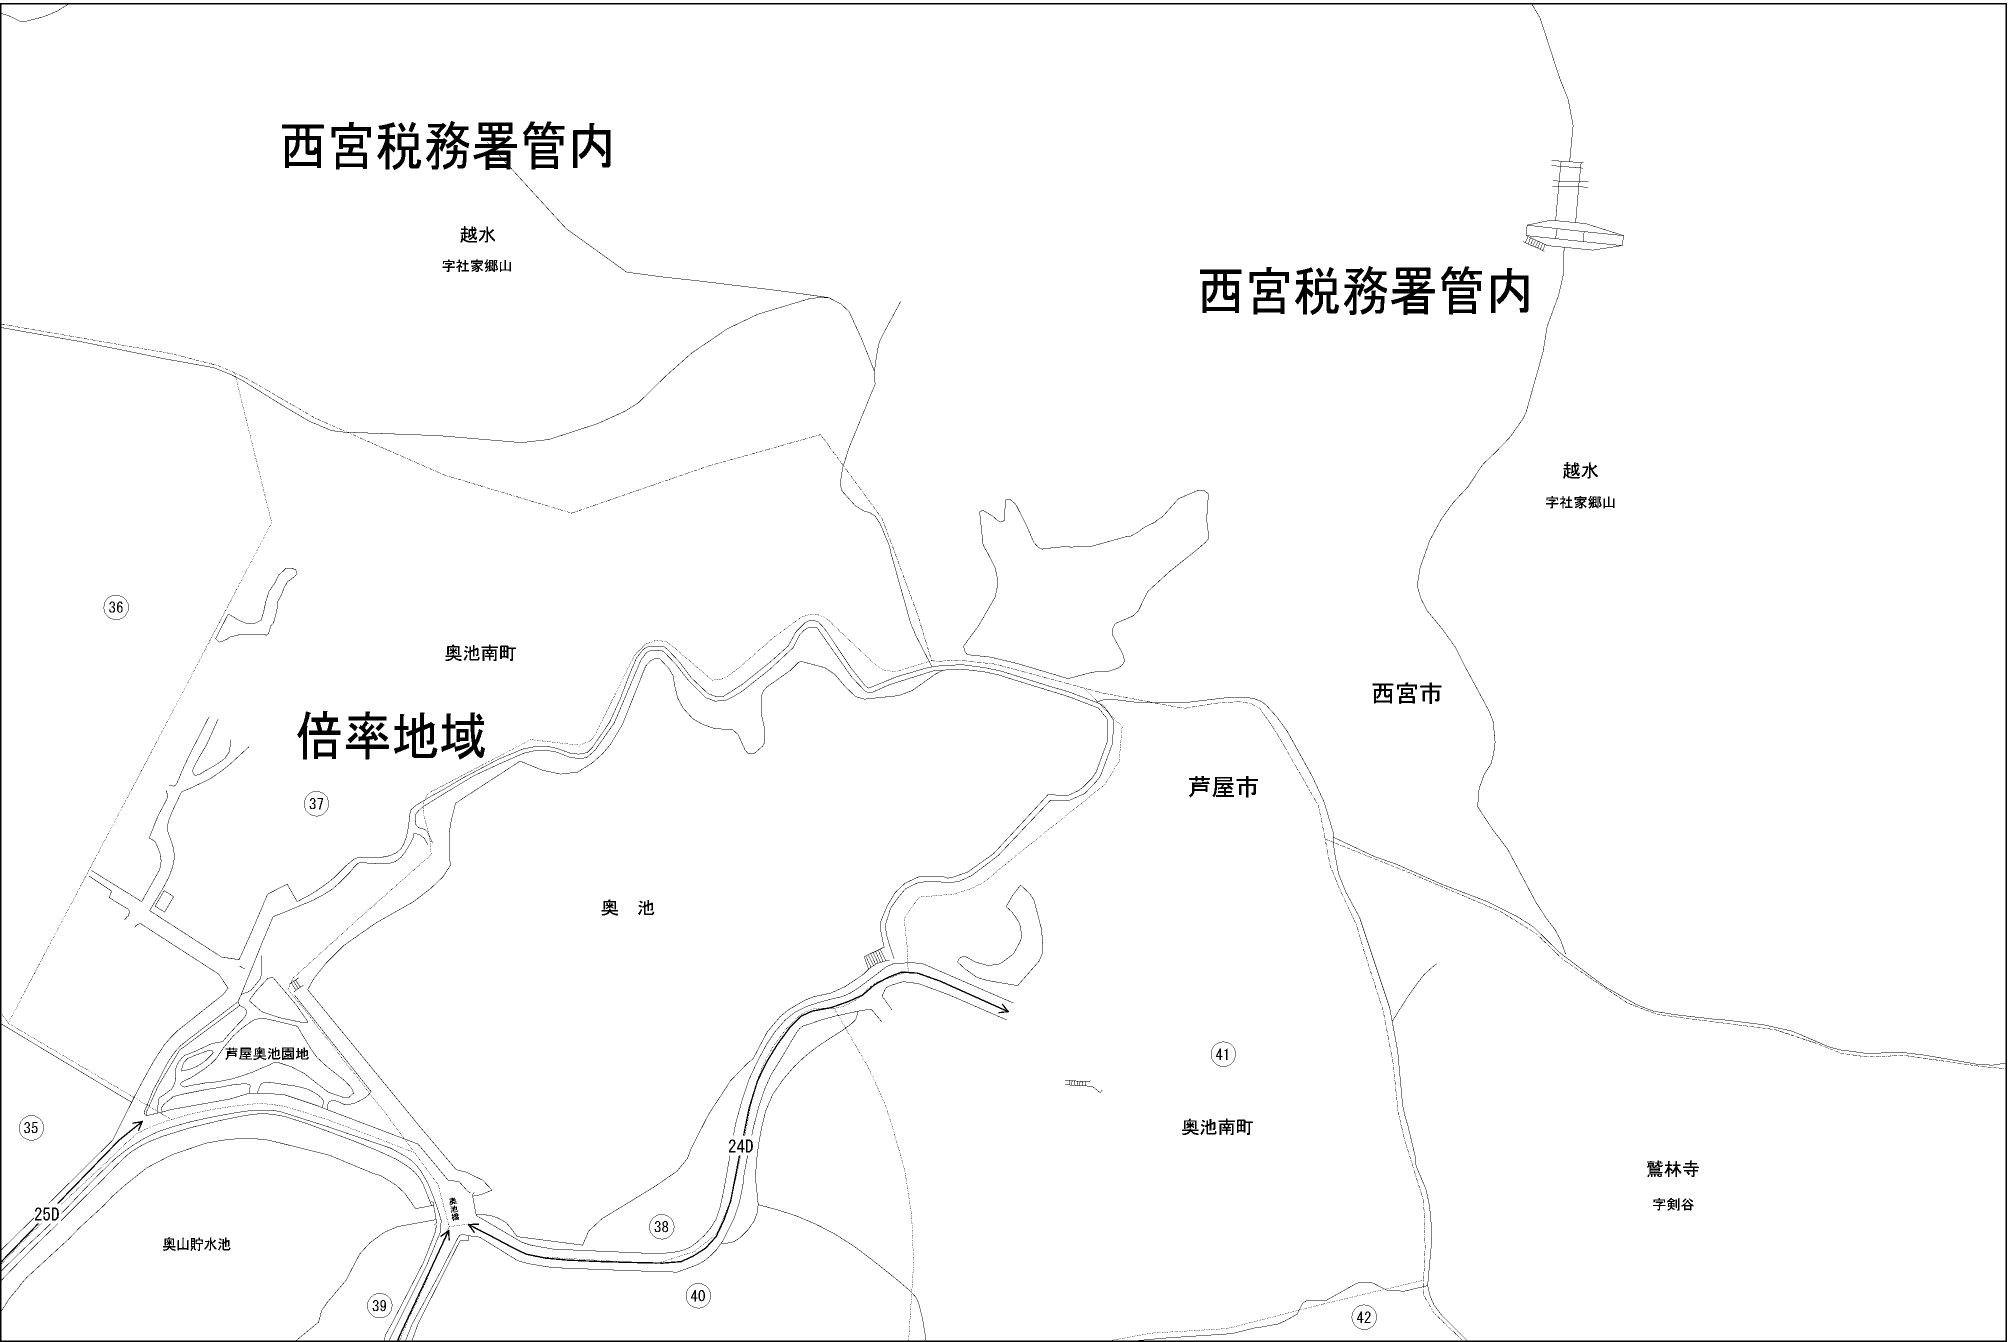 西宮税務署管内
越水
字社家郷山
西宮税務署管内
越水
字社家郷山
36
奥池南町
西宮市
倍率地域
芦屋市
37
奥 池
芦屋奥池園地
41
35
奥池南町
24D
鷲林寺
字剣谷
奥池橋
25D
38
奥山貯水池
40
39
42